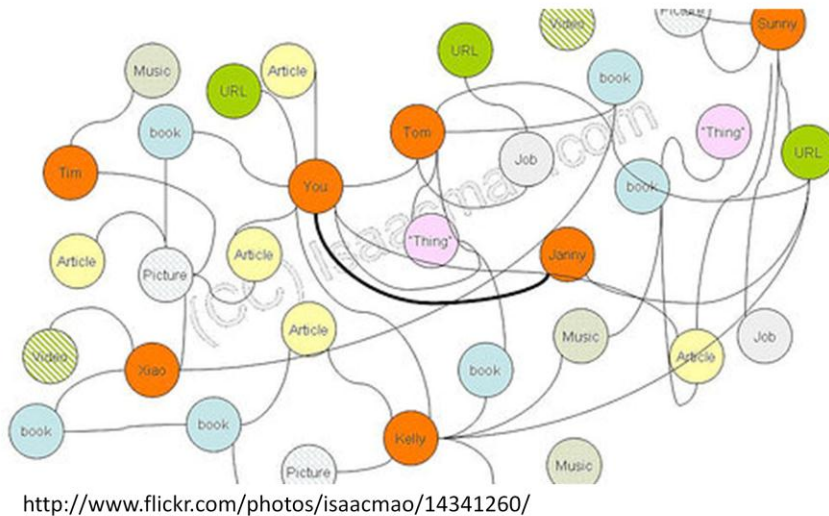 Video
Picture
Sunny
Music
URL
Article
URL
book
book
Tom
"Thing"
Job
URL
Tim
You
book
Article
Picture
Article
"Thing"
Janny
(cc) isaacmao.com
Article
Music
Job
Video
Xiao
book
Article
book
book
Kelly
Picture
Music
http://www.flickr.com/photos/isaacmao/14341260/